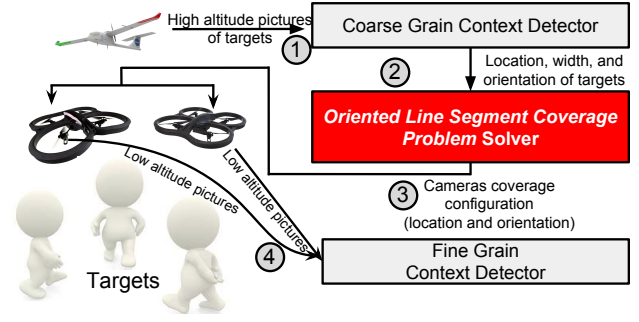 High altitude pictures
of targets
1
Coarse Grain Context Detector
2
Location, width, and
orientation of targets
Oriented Line Segment Coverage
Problem Solver
Low altitude pictures
Low altitude pictures
3
Cameras coverage
configuration
(location and orientation)
4
Targets
Fine Grain
Context Detector